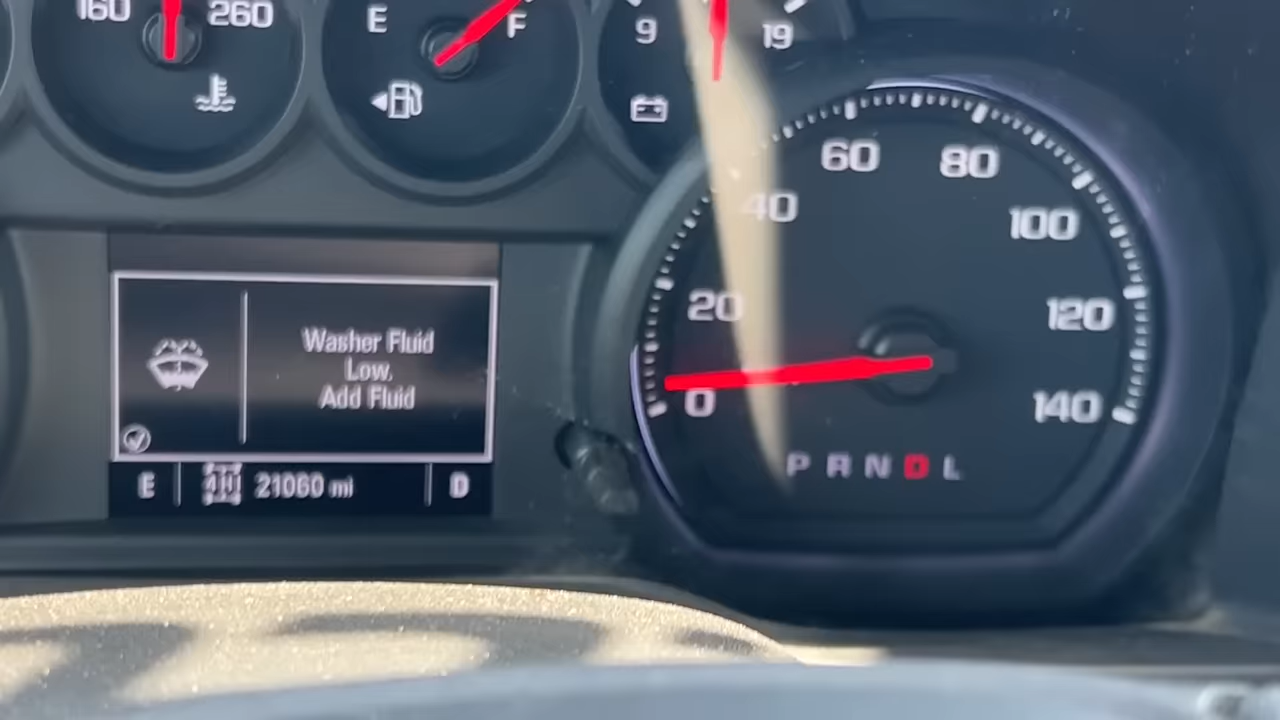 160 260
E F
9 19
60 80
40 100
20 120
0 140
Washer Fluid
Low.
Add Fluid
P R N D L
E 4HI 21060 mi D